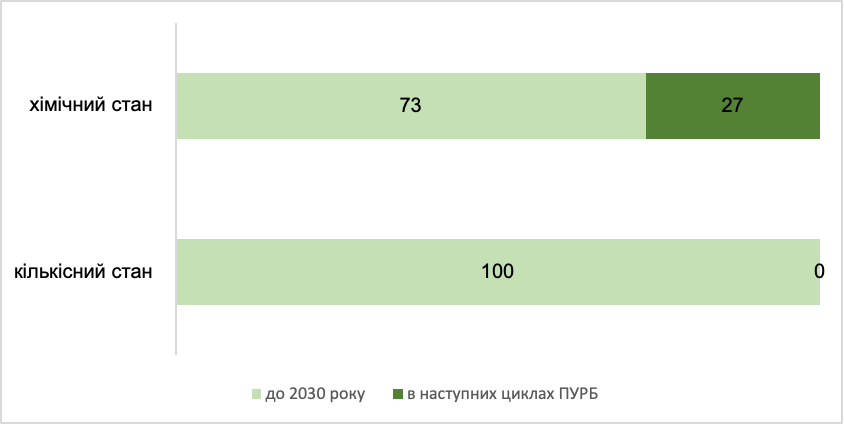 хімічний стан
73
27
кількісний стан
100
0
до 2030 року
в наступних циклах ПУРБ